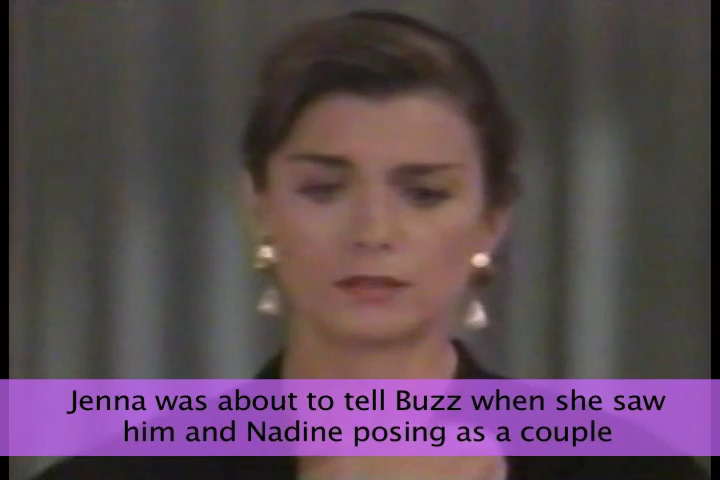 Jenna was about to tell Buzz when she saw
him and Nadine posing as a couple